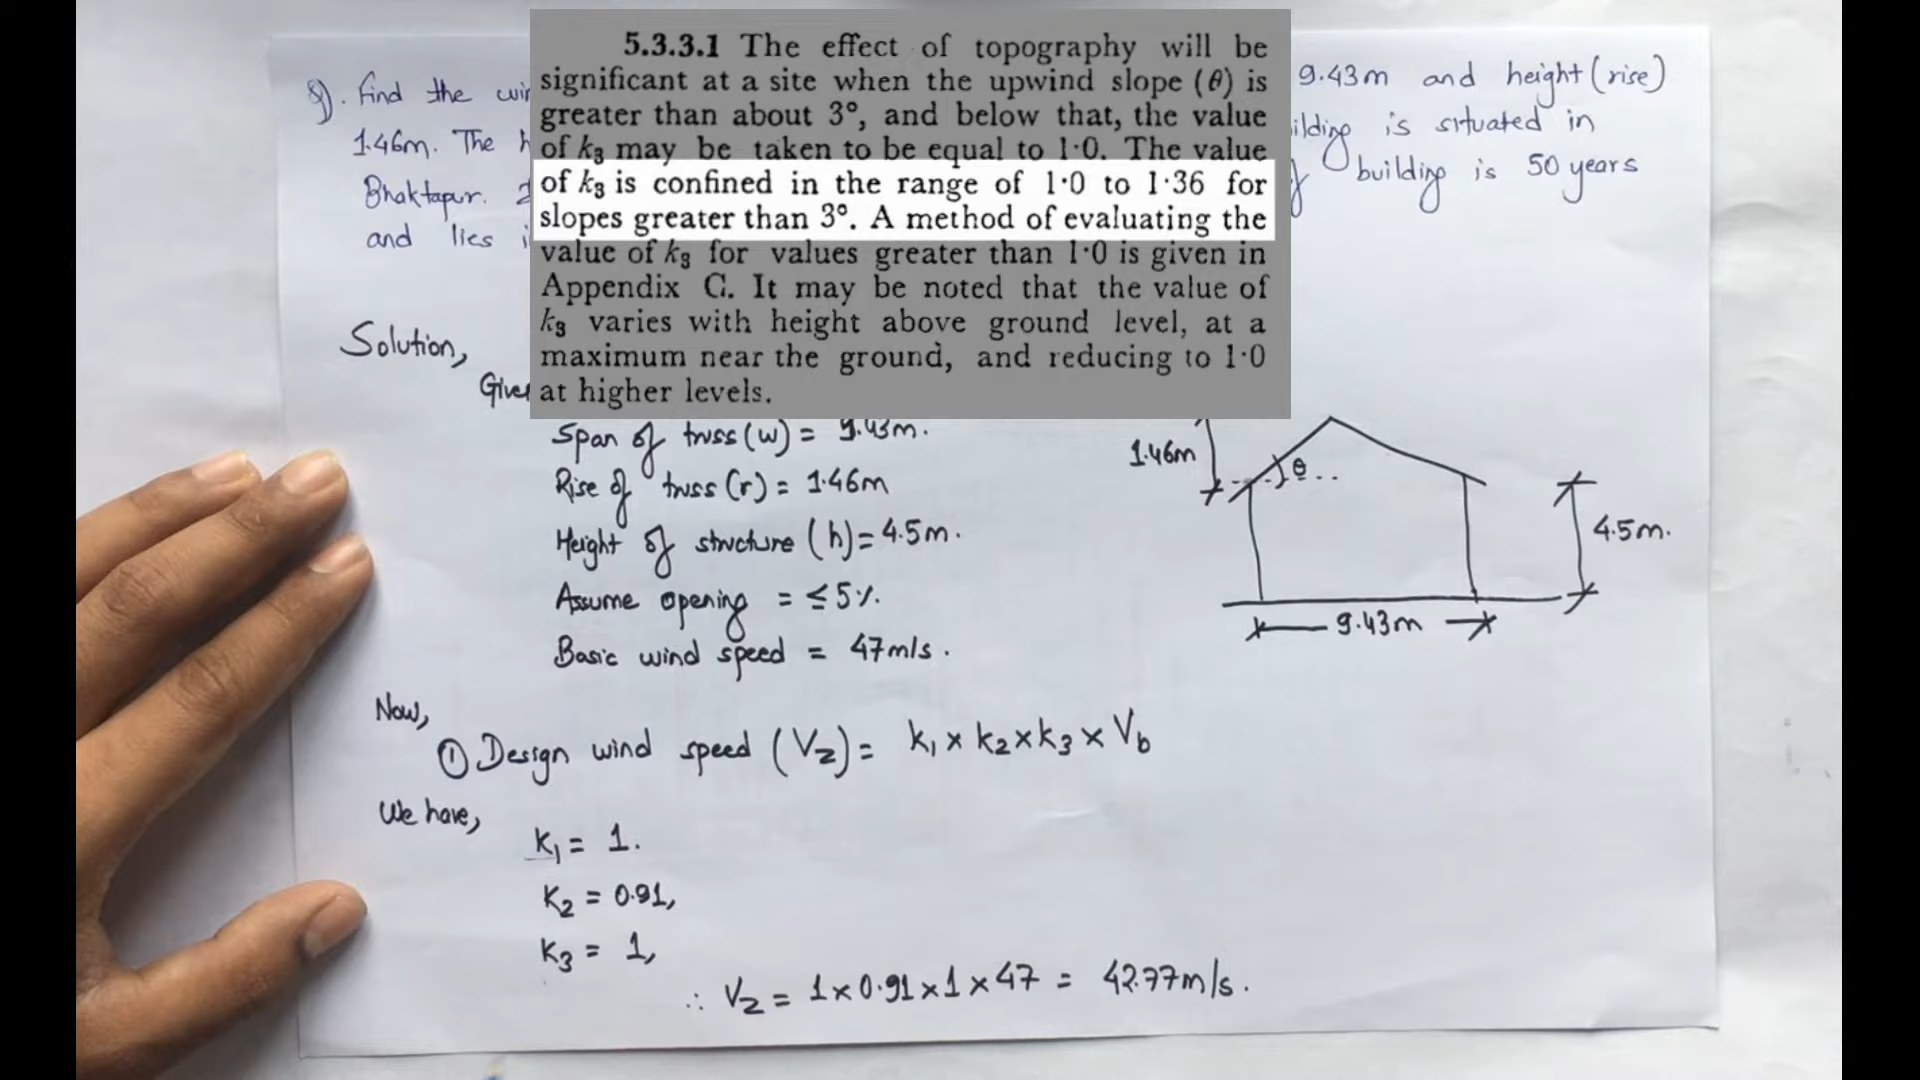 5.3.3.1 The effect of topography will be
significant at a site when the upwind slope (θ) is
greater than about 3°, and below that, the value
of k₃ may be taken to be equal to 1·0. The value
of k₃ is confined in the range of 1·0 to 1·36 for
slopes greater than 3°. A method of evaluating the
value of k₃ for values greater than 1·0 is given in
Appendix C. It may be noted that the value of
k₃ varies with height above ground level, at a
maximum near the ground, and reducing to 1·0
at higher levels.
Q). Find the 9.43m and height (rise)
1.46m. The is situated in
Bhaktapur. building is 50 years
and lies
Solution,
Span of truss (w) = 9.43m.
Rise of truss (r) = 1.46m
Height of structure (h) = 4.5m.
Assume opening = ≤ 5%.
Basic wind speed = 47m/s.
1.46m
θ
4.5m.
9.43m
Now,
① Design wind speed (Vz) = k₁ x k₂ x k₃ x Vb
We have,
K₁ = 1.
K₂ = 0.91,
K₃ = 1,
∴ Vz = 1 x 0.91 x 1 x 47 = 42.77m/s.